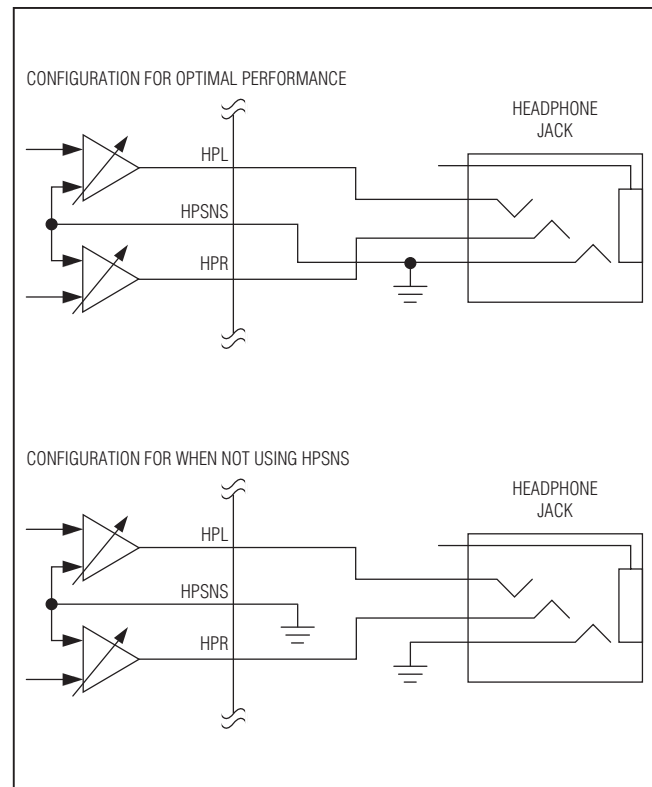 CONFIGURATION FOR OPTIMAL PERFORMANCE
HEADPHONE
JACK
HPL
HPSNS
HPR
CONFIGURATION FOR WHEN NOT USING HPSNS
HEADPHONE
JACK
HPL
HPSNS
HPR